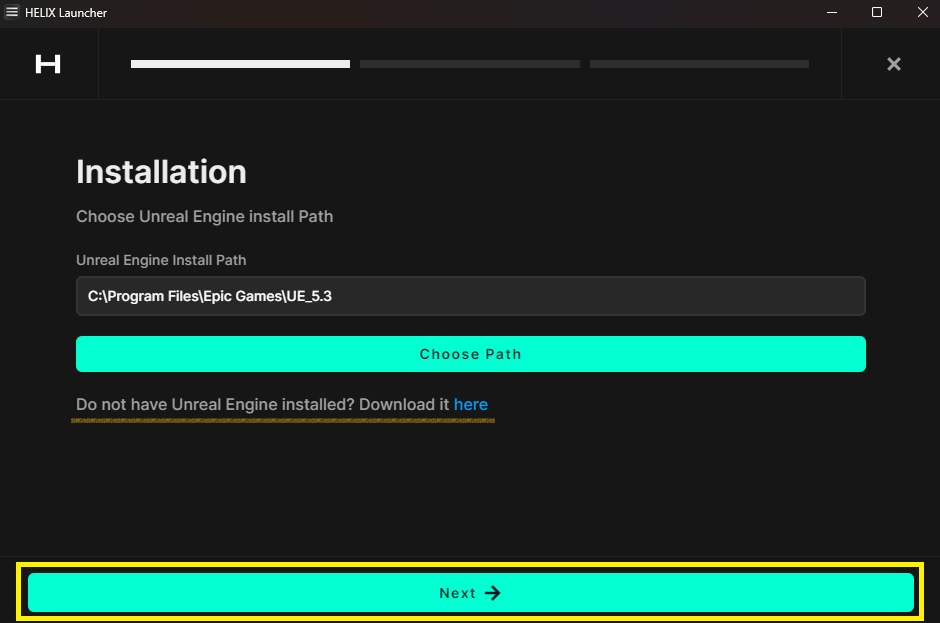 HELIX Launcher
H
Installation
Choose Unreal Engine install Path
Unreal Engine Install Path
C:\Program Files\Epic Games\UE_5.3
Choose Path
Do not have Unreal Engine installed? Download it here
Next